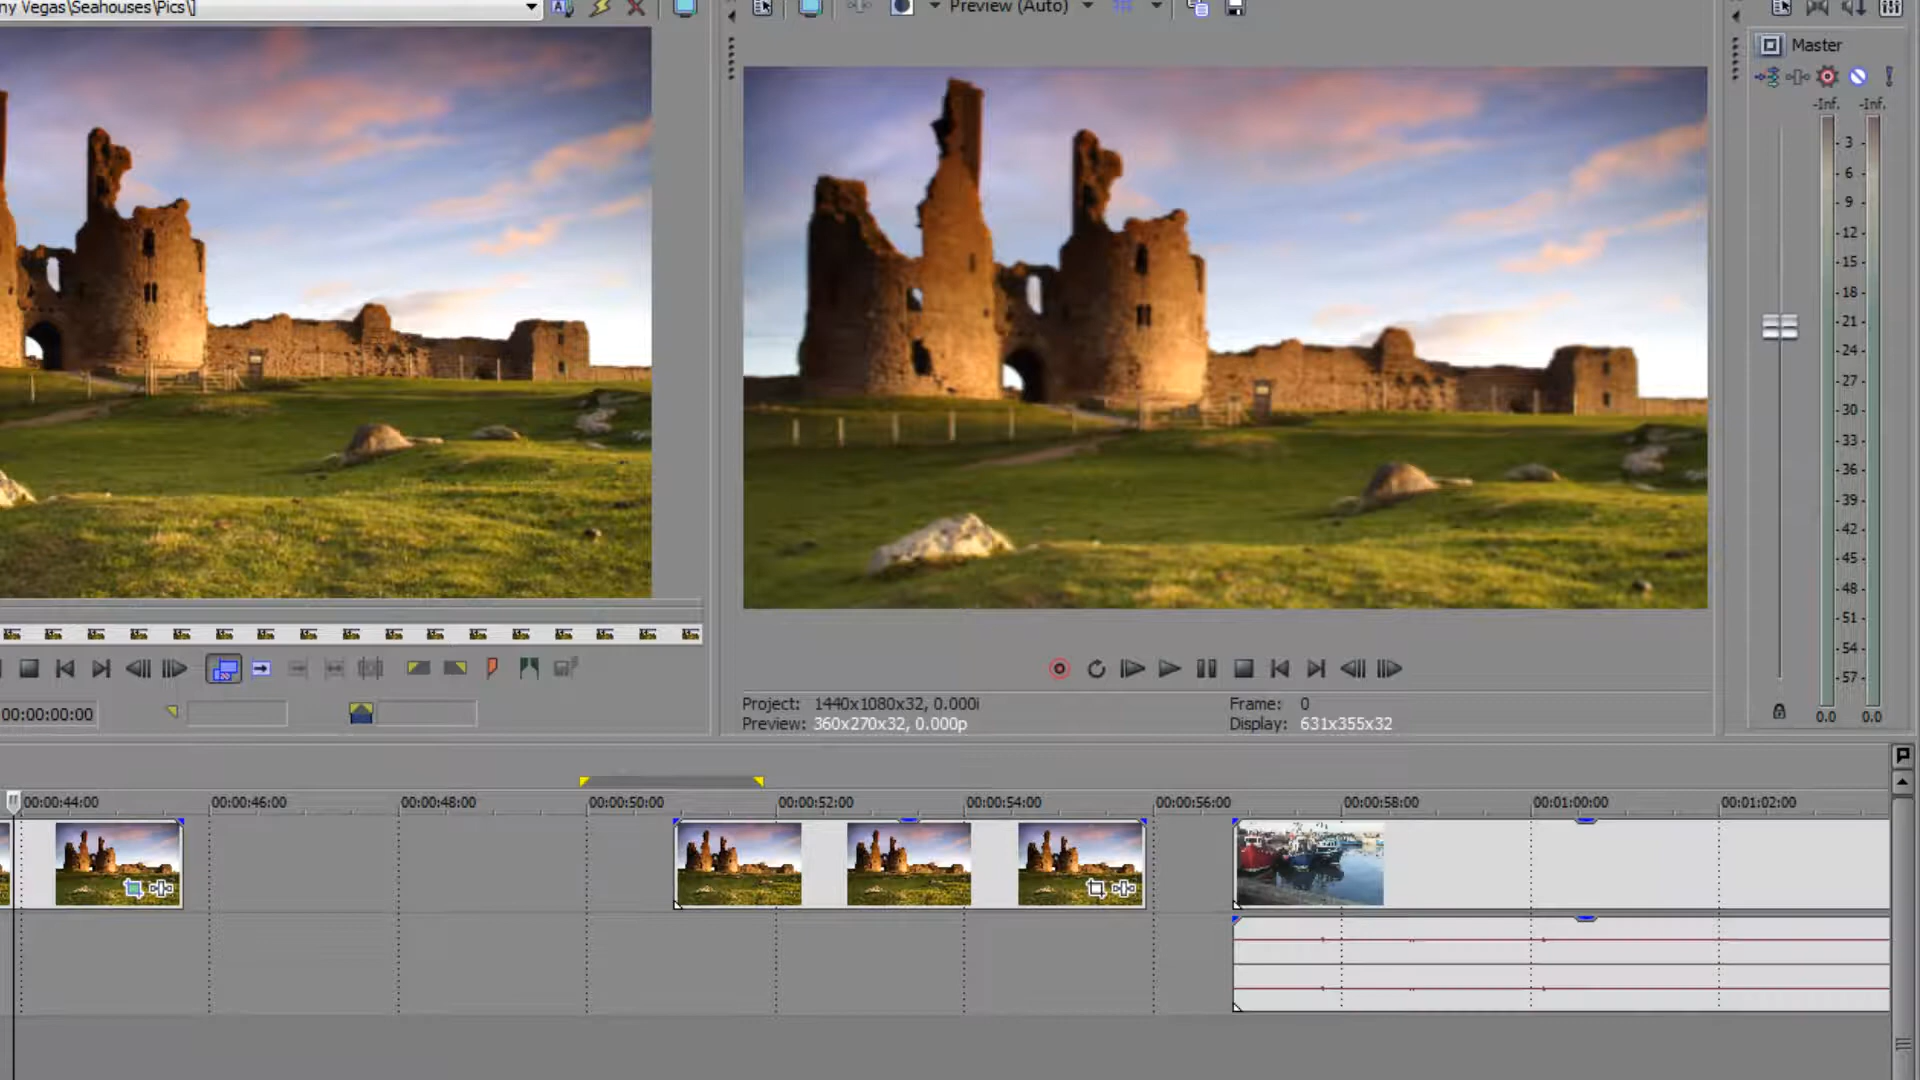 ny Vegas\Seahouses\Pics\]
Preview (Auto)
Master
-Inf. -Inf.
- 3 -
- 6 -
- 9 -
- 12 -
- 15 -
- 18 -
- 21 -
- 24 -
- 27 -
- 30 -
- 33 -
- 36 -
- 39 -
- 42 -
- 45 -
- 48 -
- 51 -
- 54 -
- 57 -
0.0 0.0
00:00:00:00
Project: 1440x1080x32, 0.000i
Preview: 360x270x32, 0.000p
Frame: 0
Display: 631x355x32
00:00:44:00 00:00:46:00 00:00:48:00 00:00:50:00 00:00:52:00 00:00:54:00 00:00:56:00 00:00:58:00 00:01:00:00 00:01:02:00